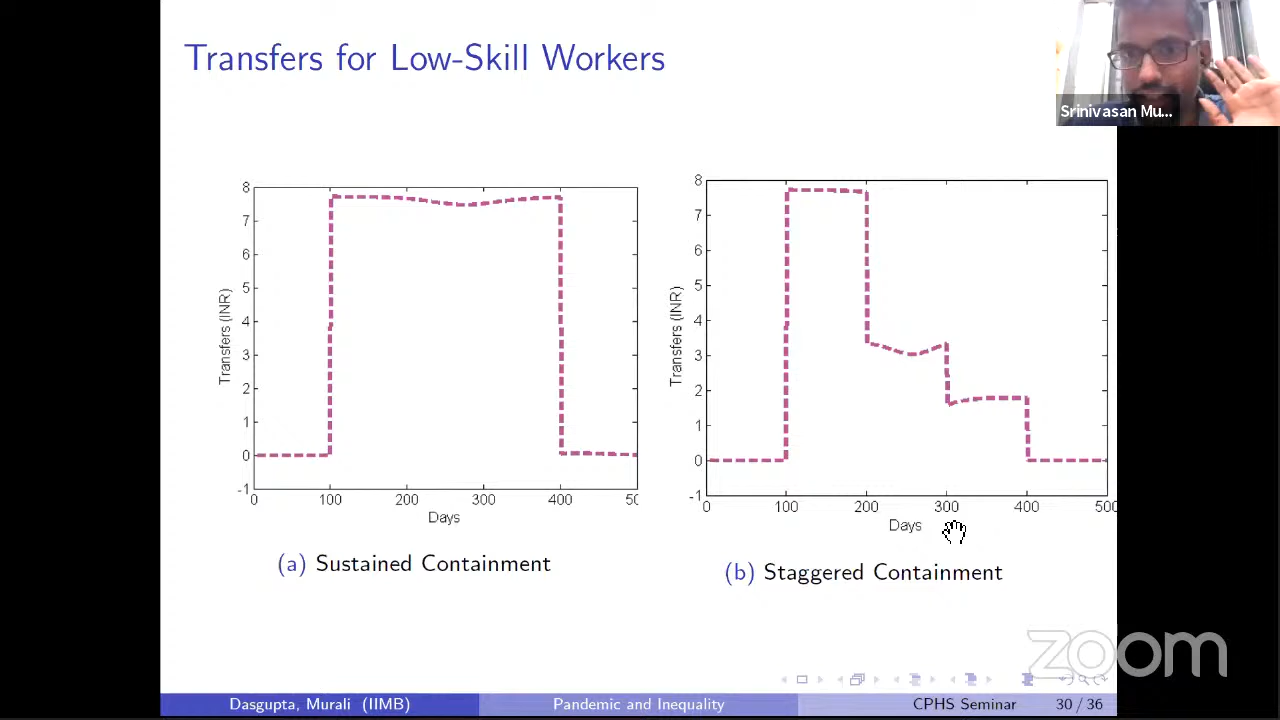 Transfers for Low-Skill Workers
Srinivasan Mu...
8
7
6
5
4
3
2
1
0
-1
Transfers (INR)
0 100 200 300 400 50
Days
(a) Sustained Containment
8
7
6
5
4
3
2
1
0
-1
Transfers (INR)
0 100 200 300 400 500
Days
(b) Staggered Containment
zoom
Dasgupta, Murali (IIMB) Pandemic and Inequality CPHS Seminar 30 / 36